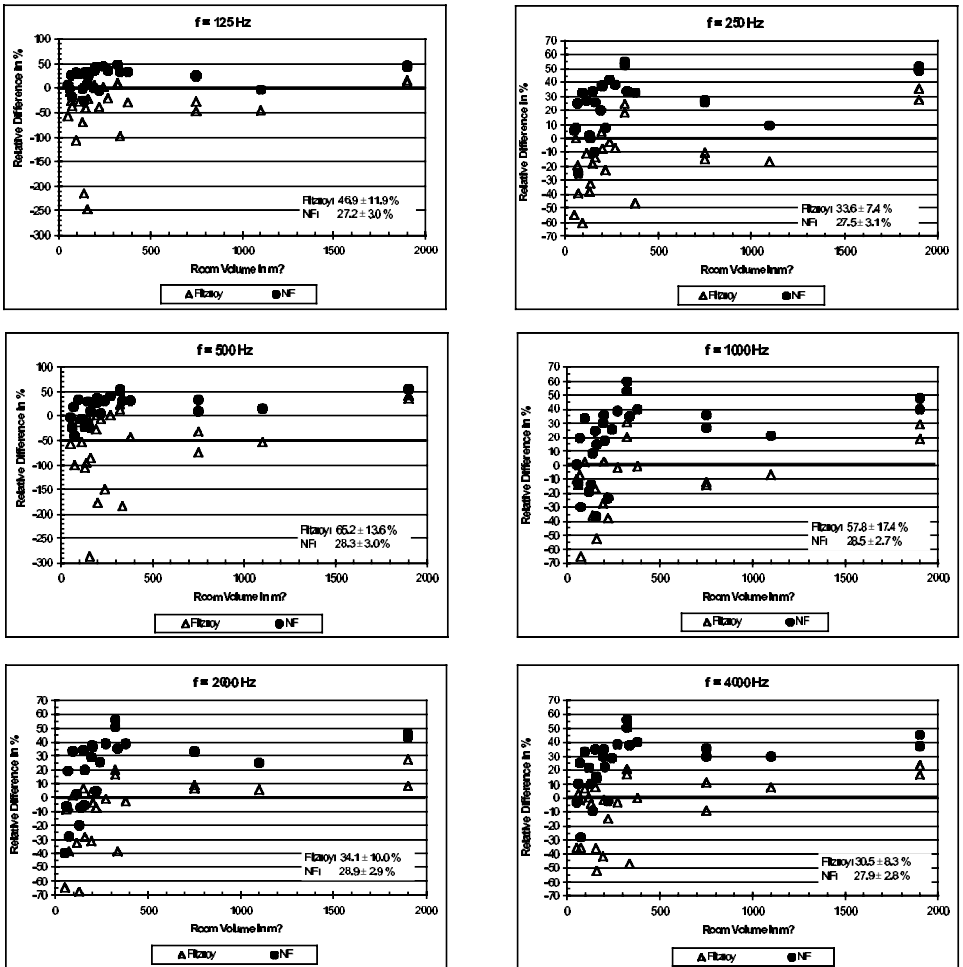 f = 125 Hz
Relative Difference in %
100
50
0
-50
-100
-150
-200
-250
-300
0 500 1000 1500 2000
Room Volume in m?
Fitzroy: 46.9 ± 11.9 %
NF: 27.2 ± 3.0 %
Fitzroy NF
f = 250 Hz
Relative Difference in %
70
60
50
40
30
20
10
0
-10
-20
-30
-40
-50
-60
-70
0 500 1000 1500 2000
Room Volume in m?
Fitzroy: 33.6 ± 7.4 %
NF: 27.5 ± 3.1 %
Fitzroy NF
f = 500 Hz
Relative Difference in %
100
50
0
-50
-100
-150
-200
-250
-300
0 500 1000 1500 2000
Room Volume in m?
Fitzroy: 65.2 ± 13.6 %
NF: 28.3 ± 3.0 %
Fitzroy NF
f = 1000 Hz
Relative Difference in %
70
60
50
40
30
20
10
0
-10
-20
-30
-40
-50
-60
-70
0 500 1000 1500 2000
Room Volume in m?
Fitzroy: 57.8 ± 17.4 %
NF: 28.5 ± 2.7 %
Fitzroy NF
f = 2000 Hz
Relative Difference in %
70
60
50
40
30
20
10
0
-10
-20
-30
-40
-50
-60
-70
0 500 1000 1500 2000
Room Volume in m?
Fitzroy: 34.1 ± 10.0 %
NF: 28.9 ± 2.9 %
Fitzroy NF
f = 4000 Hz
Relative Difference in %
70
60
50
40
30
20
10
0
-10
-20
-30
-40
-50
-60
-70
0 500 1000 1500 2000
Room Volume in m?
Fitzroy: 30.5 ± 8.3 %
NF: 27.9 ± 2.8 %
Fitzroy NF